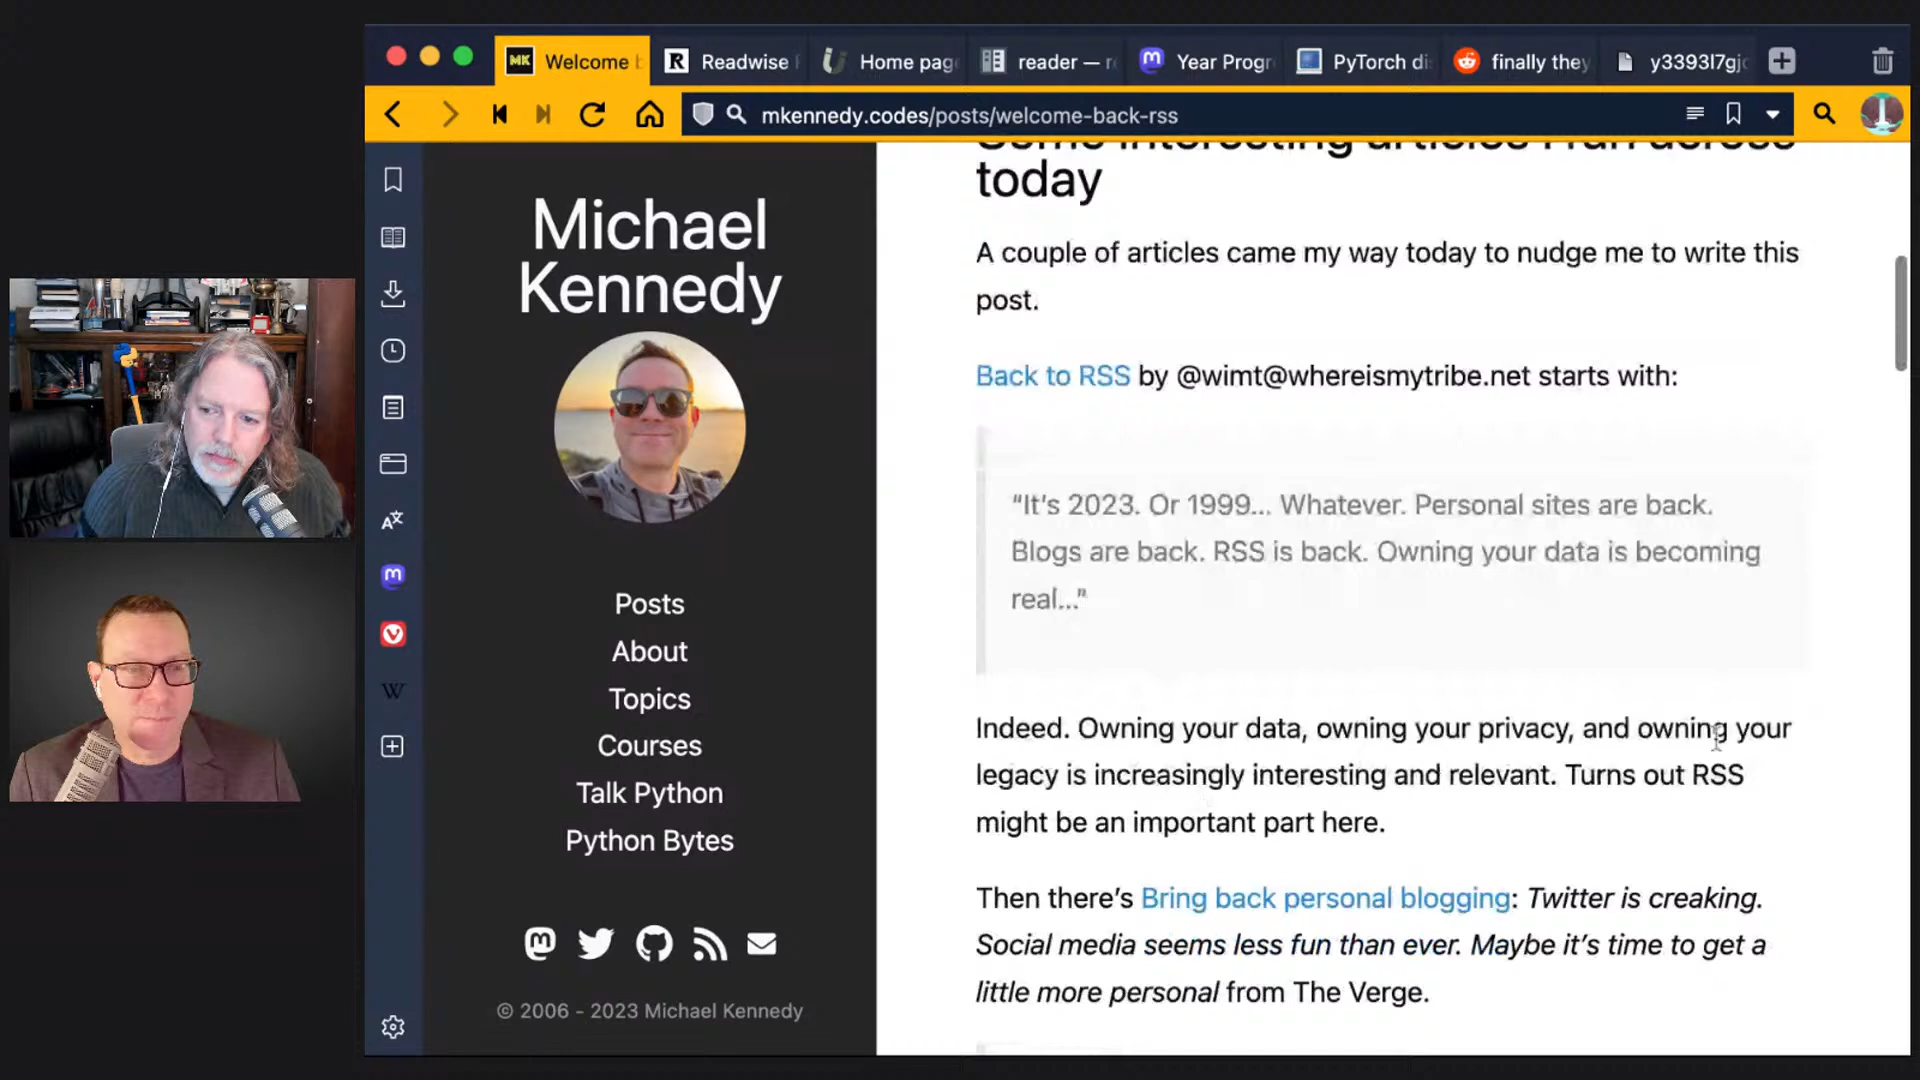 Welcome b
Readwise
Home pag
reader — r
Year Progr
PyTorch di
finally they
y3393l7gj
mkennedy.codes/posts/welcome-back-rss
Michael
Kennedy
Posts
About
Topics
Courses
Talk Python
Python Bytes
© 2006 - 2023 Michael Kennedy
Some interesting articles I ran across
today
A couple of articles came my way today to nudge me to write this
post.
Back to RSS by @wimt@whereismytribe.net starts with:
“It’s 2023. Or 1999... Whatever. Personal sites are back.
Blogs are back. RSS is back. Owning your data is becoming
real...”
Indeed. Owning your data, owning your privacy, and owning your
legacy is increasingly interesting and relevant. Turns out RSS
might be an important part here.
Then there’s Bring back personal blogging: Twitter is creaking.
Social media seems less fun than ever. Maybe it’s time to get a
little more personal from The Verge.